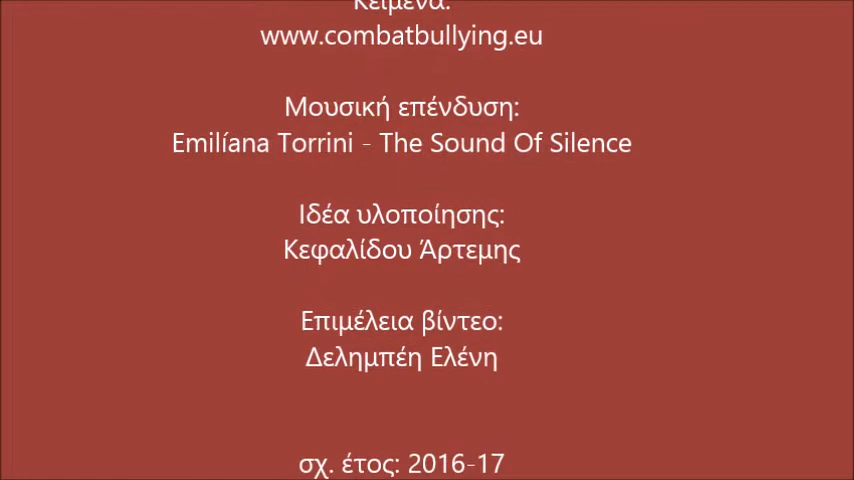 Κείμενα:
www.combatbullying.eu
Μουσική επένδυση:
Emilíana Torrini - The Sound Of Silence
Ιδέα υλοποίησης:
Κεφαλίδου Άρτεμης
Επιμέλεια βίντεο:
Δελημπέη Ελένη
σχ. έτος: 2016-17